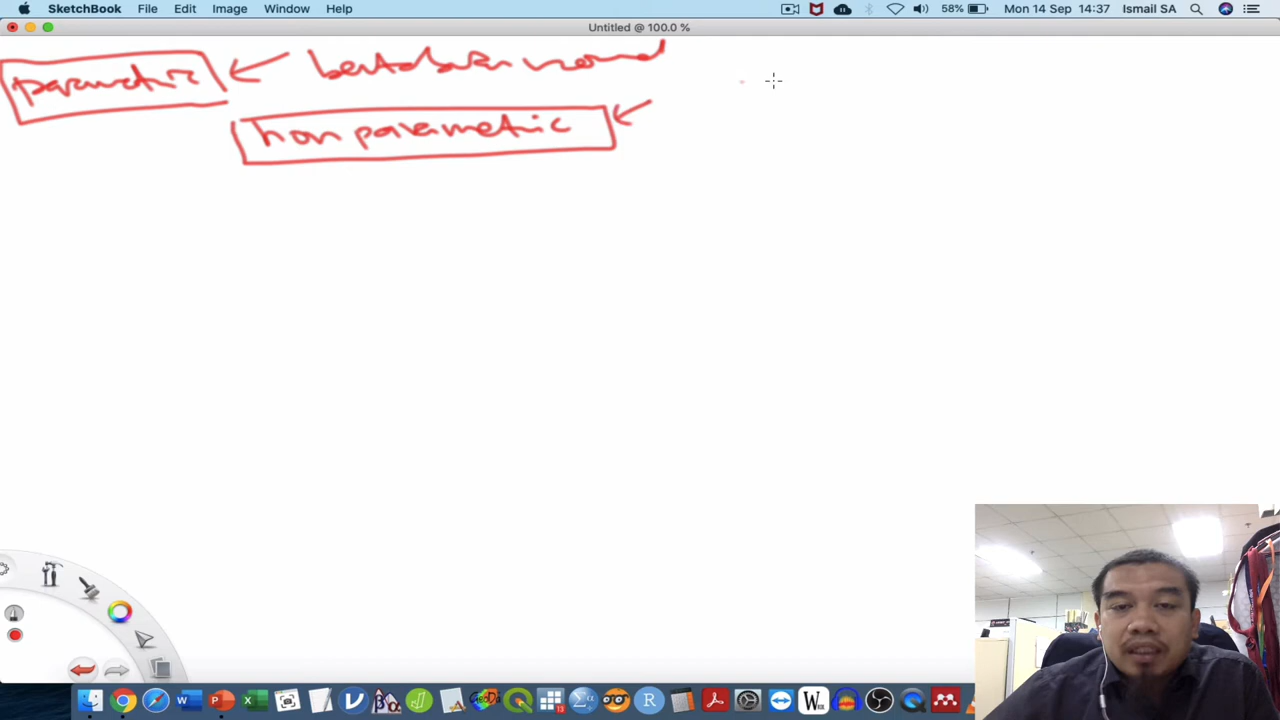 SketchBook File Edit Image Window Help 58% Mon 14 Sep 14:37 Ismail SA
Untitled @ 100.0 %
parametric ← bertaburan normal
non parametric ←